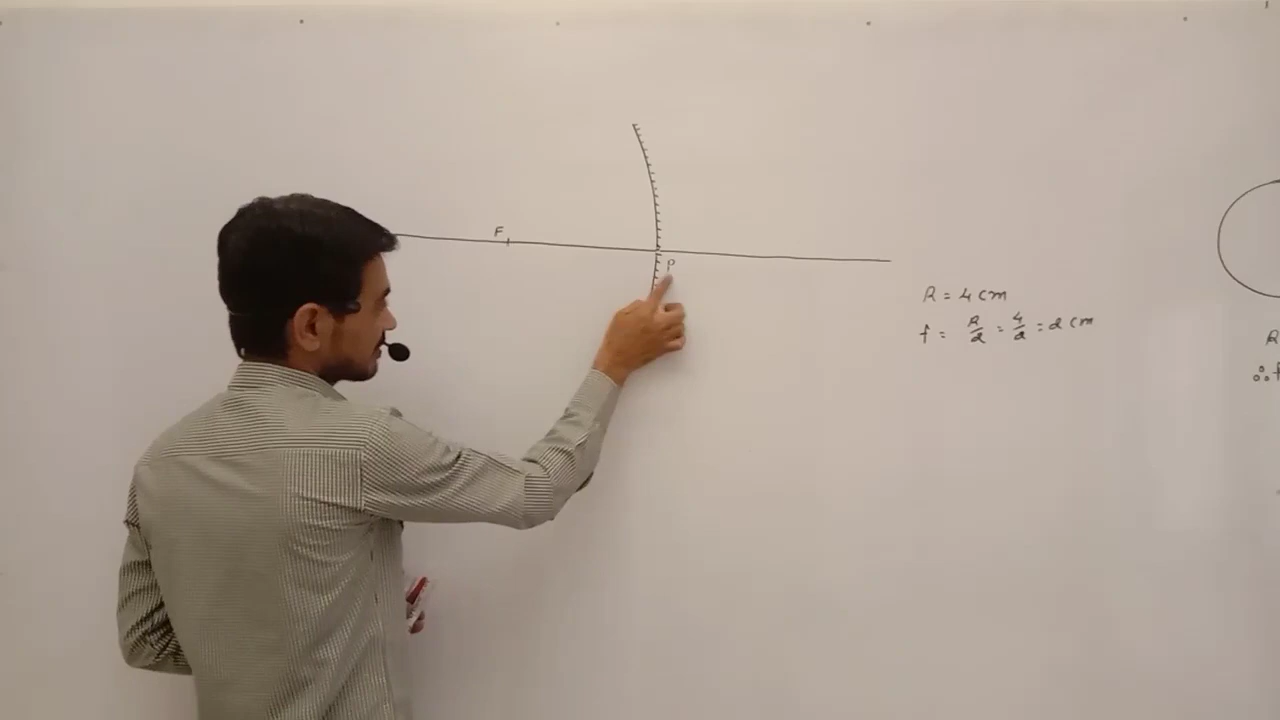 F
P
R = 4 cm
f = R/2 = 4/2 = 2 cm
R
∴ f